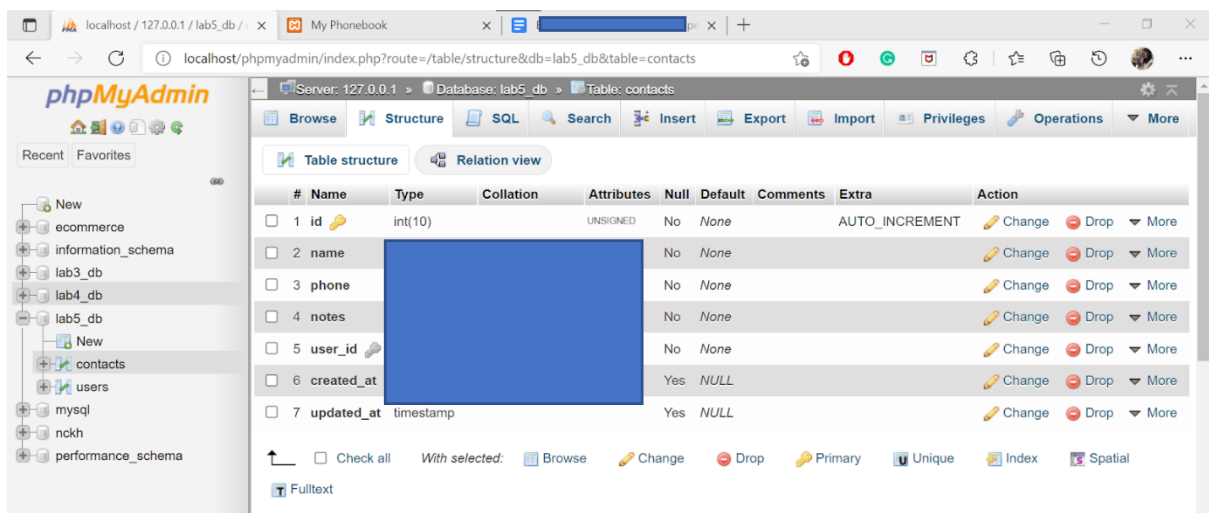 localhost / 127.0.0.1 / lab5_db / My Phonebook
localhost/phpmyadmin/index.php?route=/table/structure&db=lab5_db&table=contacts
phpMyAdmin
Recent Favorites
New
ecommerce
information_schema
lab3_db
lab4_db
lab5_db
New
contacts
users
mysql
nckh
performance_schema
Server: 127.0.0.1 » Database: lab5_db » Table: contacts
Browse Structure SQL Search Insert Export Import Privileges Operations More
Table structure Relation view
# Name Type Collation Attributes Null Default Comments Extra Action
1 id int(10) UNSIGNED No None AUTO_INCREMENT Change Drop More
2 name No None Change Drop More
3 phone No None Change Drop More
4 notes No None Change Drop More
5 user_id No None Change Drop More
6 created_at Yes NULL Change Drop More
7 updated_at timestamp Yes NULL Change Drop More
Check all With selected: Browse Change Drop Primary Unique Index Spatial
Fulltext